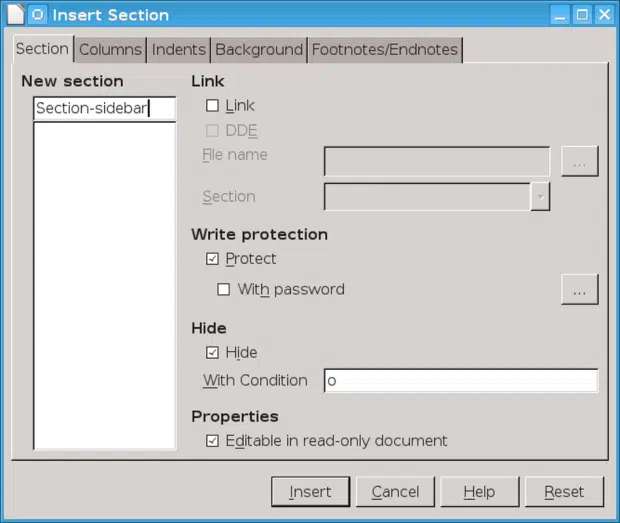 Insert Section
Section Columns Indents Background Footnotes/Endnotes
New section
Section-sidebar
Link
Link
DDE
File name
...
Section
Write protection
Protect
With password
...
Hide
Hide
With Condition
o
Properties
Editable in read-only document
Insert Cancel Help Reset